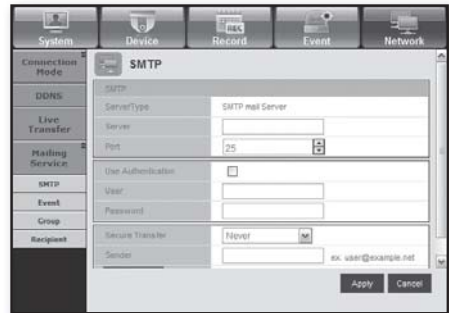 System Device Record Event Network
REC
Connection Mode
DDNS
Live Transfer
Mailing Service
SMTP
Event
Group
Recipient
SMTP
SMTP
ServerType SMTP mail Server
Server
Port 25
Use Authentication
User
Password
Secure Transfer Never
Sender ex. user@example.net
Apply Cancel